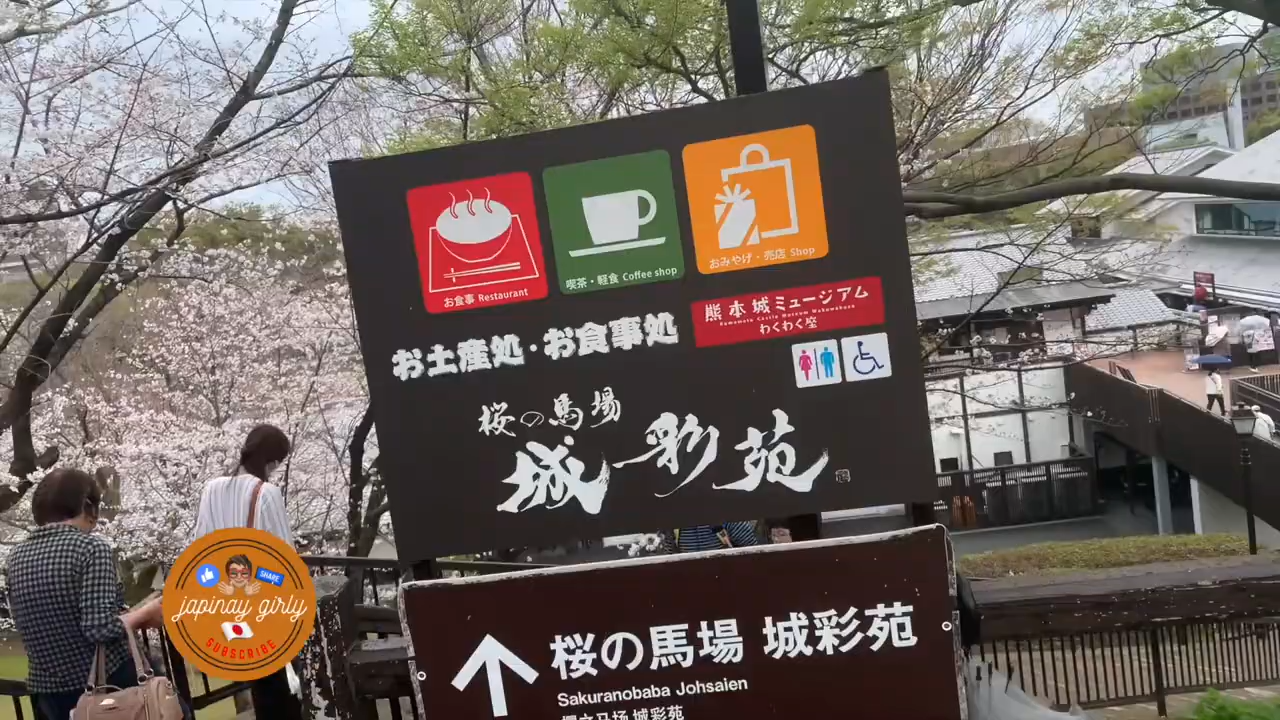 お食事 Restaurant
喫茶・軽食 Coffee shop
おみやげ・売店 Shop
熊本城ミュージアム
わくわく座
お土産処・お食事処
桜の馬場
城彩苑
桜の馬場 城彩苑
Sakuranobaba Johsaien
SHARE
japinay girly
SUBSCRIBE